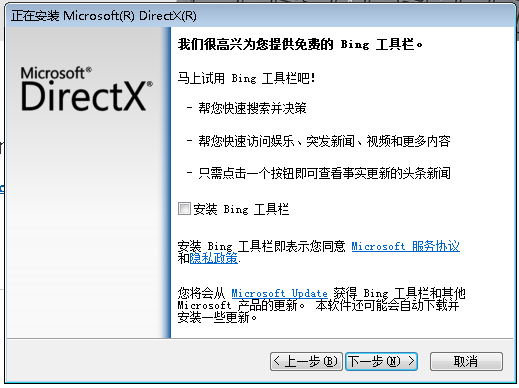 正在安装 Microsoft(R) DirectX(R)
Microsoft®
DirectX®
我们很高兴为您提供免费的 Bing 工具栏。
马上试用 Bing 工具栏吧!
- 帮您快速搜索并决策
- 帮您快速访问娱乐、突发新闻、视频和更多内容
- 只需点击一个按钮即可查看事实更新的头条新闻
安装 Bing 工具栏
安装 Bing 工具栏即表示您同意 Microsoft 服务协议
和隐私政策.
您将会从 Microsoft Update 获得 Bing 工具栏和其他
Microsoft 产品的更新。 本软件还可能会自动下载并
安装一些更新。
< 上一步(B) 下一步(N) > 取消